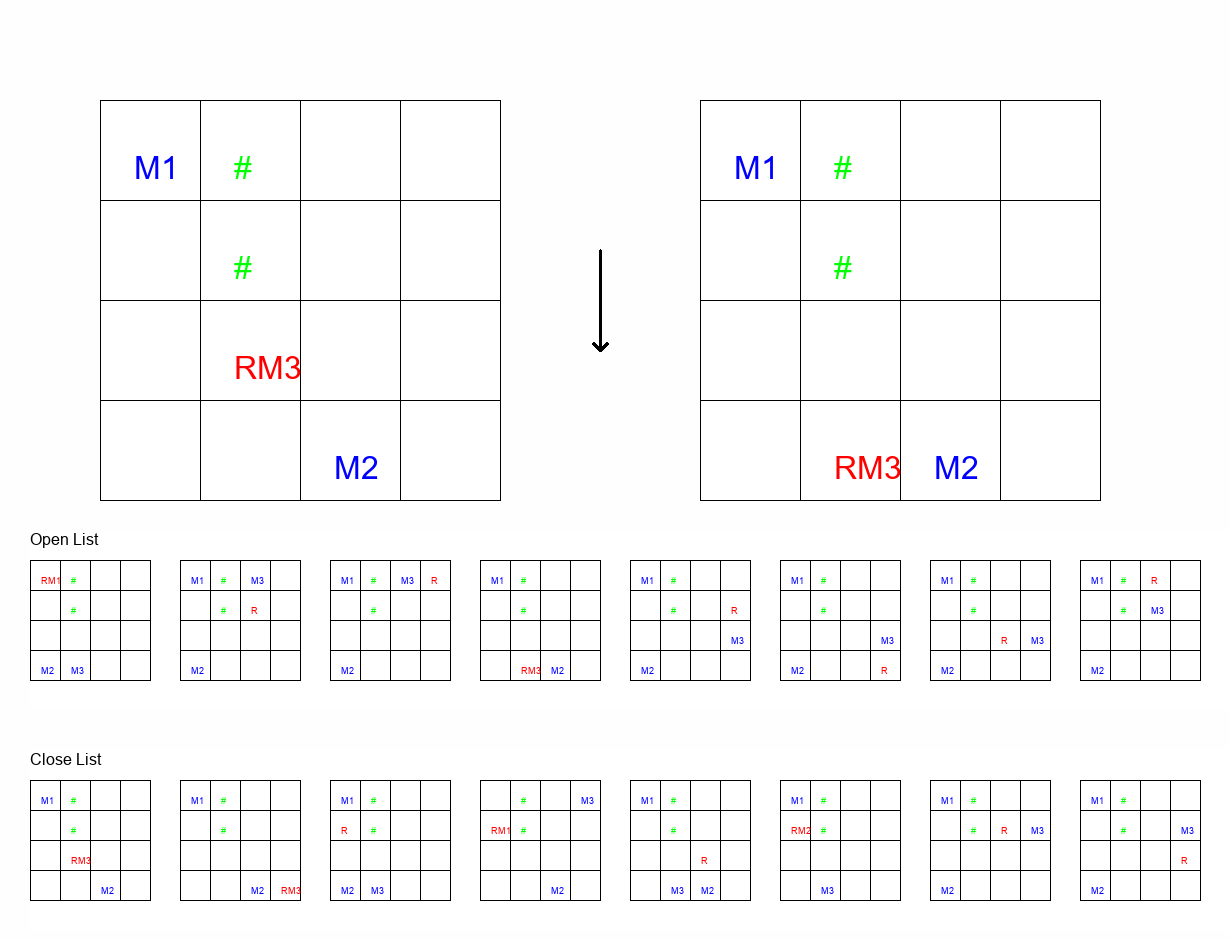 M1 # M1 #
# #
RM3
M2 RM3 M2
Open List
RM1 # M1 # M3 M1 # M3 R M1 # M1 # M1 # M1 # M1 # R
# # R # # # R # # # M3
M3 M3 R M3
M2 M3 M2 M2 RM3 M2 M2 M2 R M2 M2
Close List
M1 # M1 # M1 # # M3 M1 # M1 # M1 # M1 #
# # R # RM1 # # RM2 # # R M3 # M3
RM3 R R
M2 M2 RM3 M2 M3 M2 M3 M2 M3 M2 M2